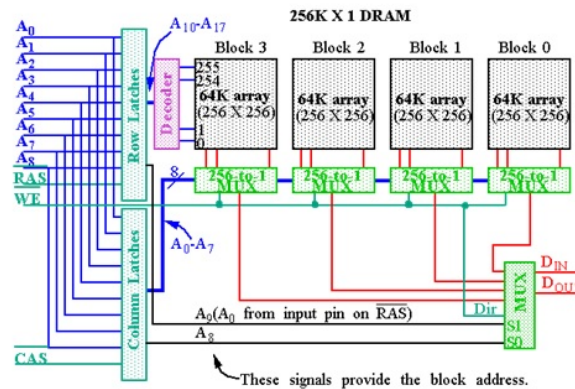 256K X 1 DRAM
A0
A1
A2
A3
A4
A5
A6
A7
A8
RAS
WE
CAS
Row Latches
Column Latches
A10-A17
Decoder
255
254
1
0
Block 3
64K array
(256 X 256)
Block 2
64K array
(256 X 256)
Block 1
64K array
(256 X 256)
Block 0
64K array
(256 X 256)
8
256-to-1
MUX
256-to-1
MUX
256-to-1
MUX
256-to-1
MUX
A0-A7
DIN
DOUT
MUX
Dir
S1
S0
A9(A0 from input pin on RAS)
A8
These signals provide the block address.